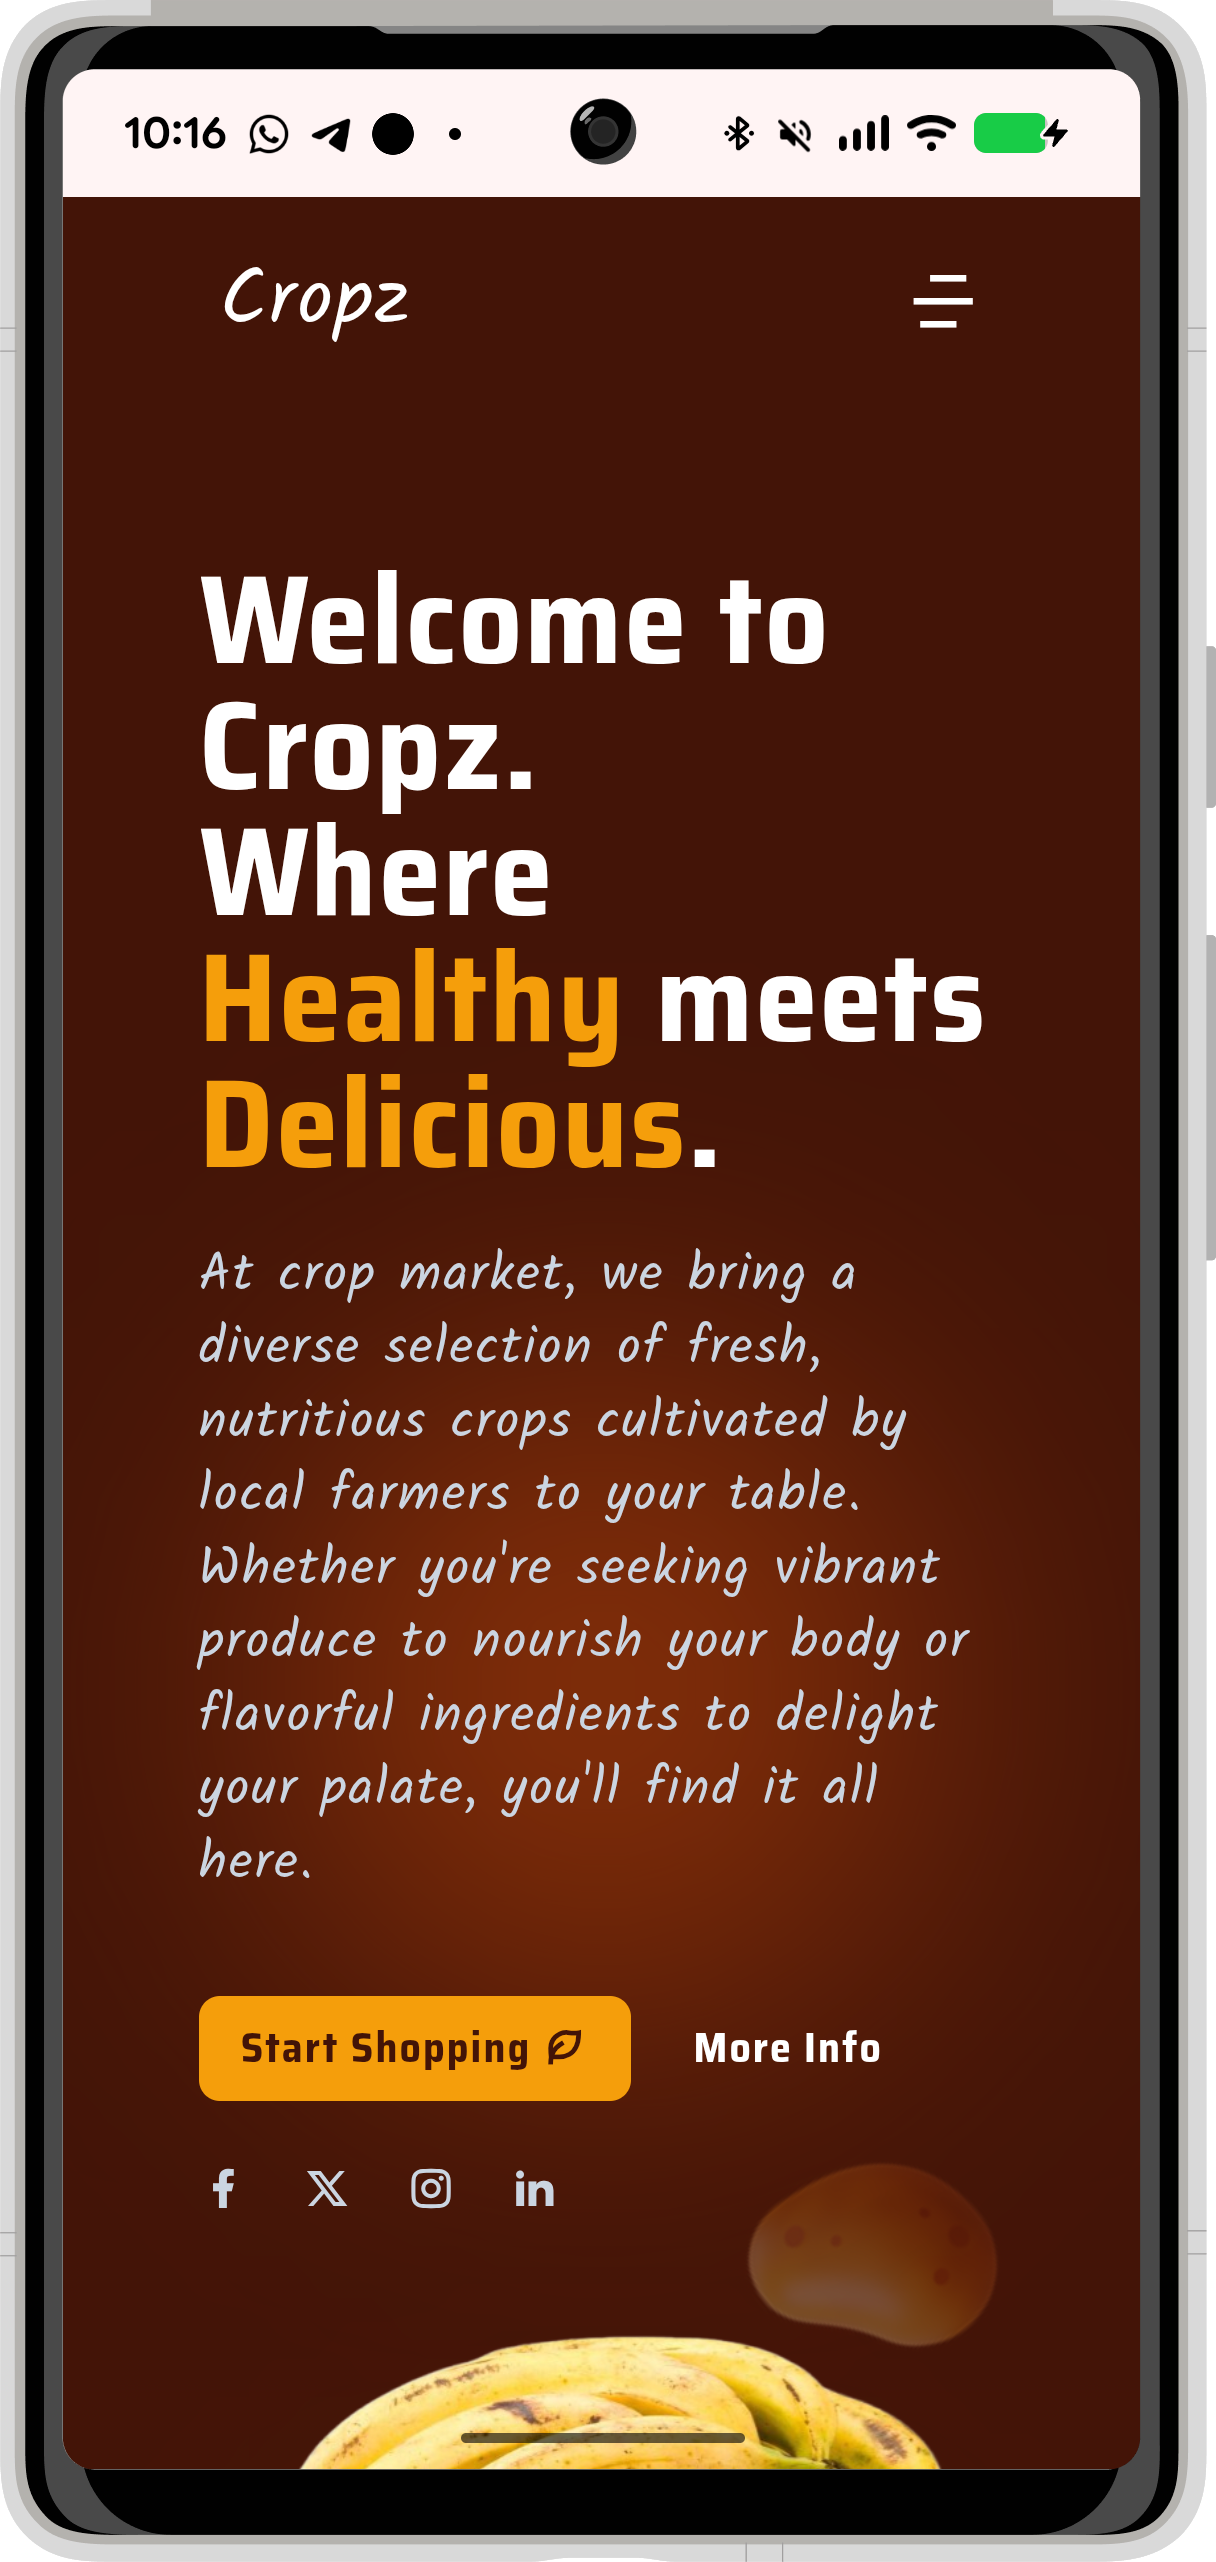 10:16
Cropz
Welcome to
Cropz.
Where
Healthy meets
Delicious.
At crop market, we bring a
diverse selection of fresh,
nutritious crops cultivated by
local farmers to your table.
Whether you're seeking vibrant
produce to nourish your body or
flavorful ingredients to delight
your palate, you'll find it all
here.
Start Shopping
More Info